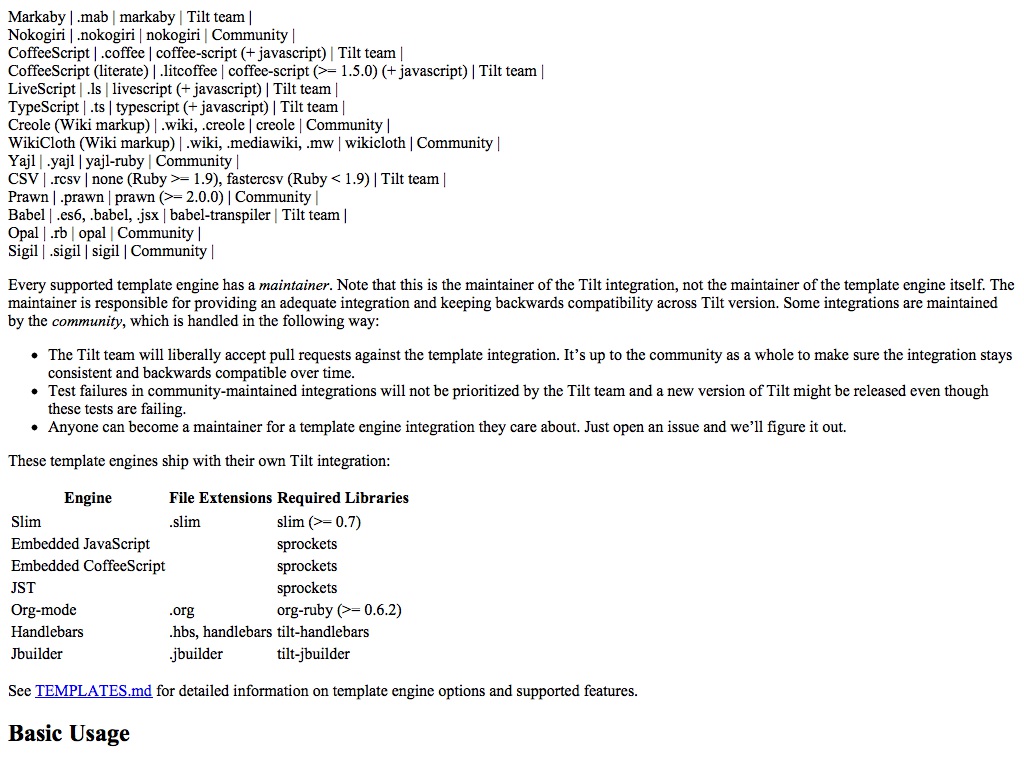 Markaby | .mab | markaby | Tilt team |
Nokogiri | .nokogiri | nokogiri | Community |
CoffeeScript | .coffee | coffee-script (+ javascript) | Tilt team |
CoffeeScript (literate) | .litcoffee | coffee-script (>= 1.5.0) (+ javascript) | Tilt team |
LiveScript | .ls | livescript (+ javascript) | Tilt team |
TypeScript | .ts | typescript (+ javascript) | Tilt team |
Creole (Wiki markup) | .wiki, .creole | creole | Community |
WikiCloth (Wiki markup) | .wiki, .mediawiki, .mw | wikicloth | Community |
Yajl | .yajl | yajl-ruby | Community |
CSV | .rcsv | none (Ruby >= 1.9), fastercsv (Ruby < 1.9) | Tilt team |
Prawn | .prawn | prawn (>= 2.0.0) | Community |
Babel | .es6, .babel, .jsx | babel-transpiler | Tilt team |
Opal | .rb | opal | Community |
Sigil | .sigil | sigil | Community |
Every supported template engine has a maintainer. Note that this is the maintainer of the Tilt integration, not the maintainer of the template engine itself. The
maintainer is responsible for providing an adequate integration and keeping backwards compatibility across Tilt version. Some integrations are maintained
by the community, which is handled in the following way:
• The Tilt team will liberally accept pull requests against the template integration. It’s up to the community as a whole to make sure the integration stays
consistent and backwards compatible over time.
• Test failures in community-maintained integrations will not be prioritized by the Tilt team and a new version of Tilt might be released even though
these tests are failing.
• Anyone can become a maintainer for a template engine integration they care about. Just open an issue and we’ll figure it out.
These template engines ship with their own Tilt integration:
Engine File Extensions Required Libraries
Slim .slim slim (>= 0.7)
Embedded JavaScript sprockets
Embedded CoffeeScript sprockets
JST sprockets
Org-mode .org org-ruby (>= 0.6.2)
Handlebars .hbs, handlebars tilt-handlebars
Jbuilder .jbuilder tilt-jbuilder
See TEMPLATES.md for detailed information on template engine options and supported features.
Basic Usage